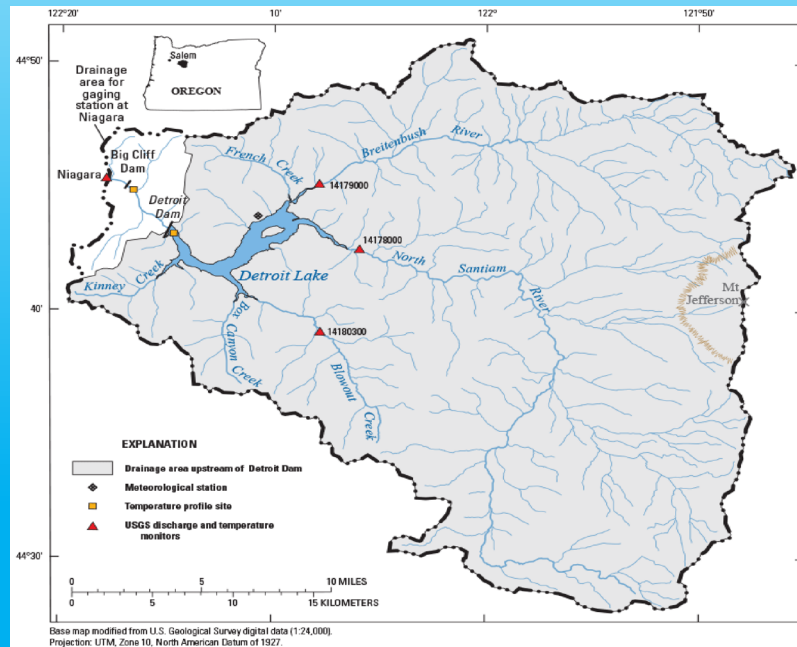 122°20'
10'
122°
121°50'
44°50'
40'
44°30'
Salem
OREGON
Drainage
area for
gaging
station at
Niagara
Niagara
Big Cliff
Dam
Detroit
Dam
French Creek
Breitenbush River
14179000
14178000
North Santiam River
Detroit Lake
Kinney Creek
Box Canyon Creek
14180300
Blowout Creek
Mt
Jefferson
EXPLANATION
Drainage area upstream of Detroit Dam
Meteorological station
Temperature profile site
USGS discharge and temperature
monitors
0 5 10 MILES
0 5 10 15 KILOMETERS
Base map modified from U.S. Geological Survey digital data (1:24,000).
Projection: UTM, Zone 10, North American Datum of 1927.